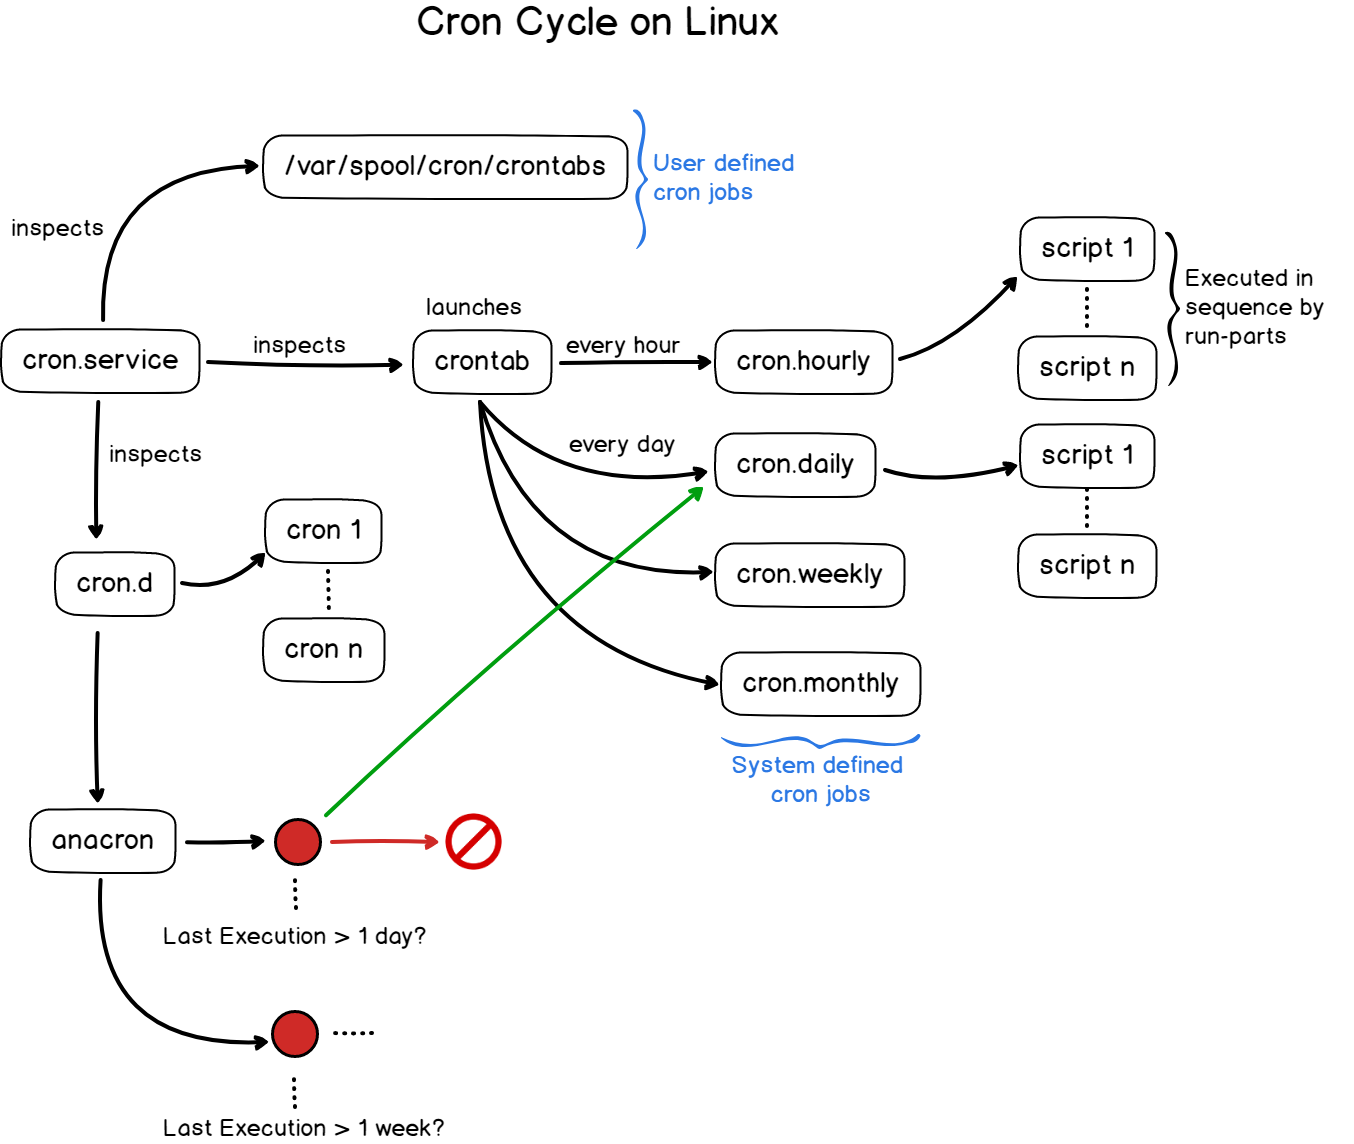 Cron Cycle on Linux
/var/spool/cron/crontabs
User defined
cron jobs
inspects
script 1
Executed in
sequence by
run-parts
launches
cron.service
inspects
crontab
every hour
cron.hourly
script n
inspects
every day
cron.daily
script 1
cron 1
cron.d
cron.weekly
script n
cron n
cron.monthly
System defined
cron jobs
anacron
Last Execution > 1 day?
Last Execution > 1 week?